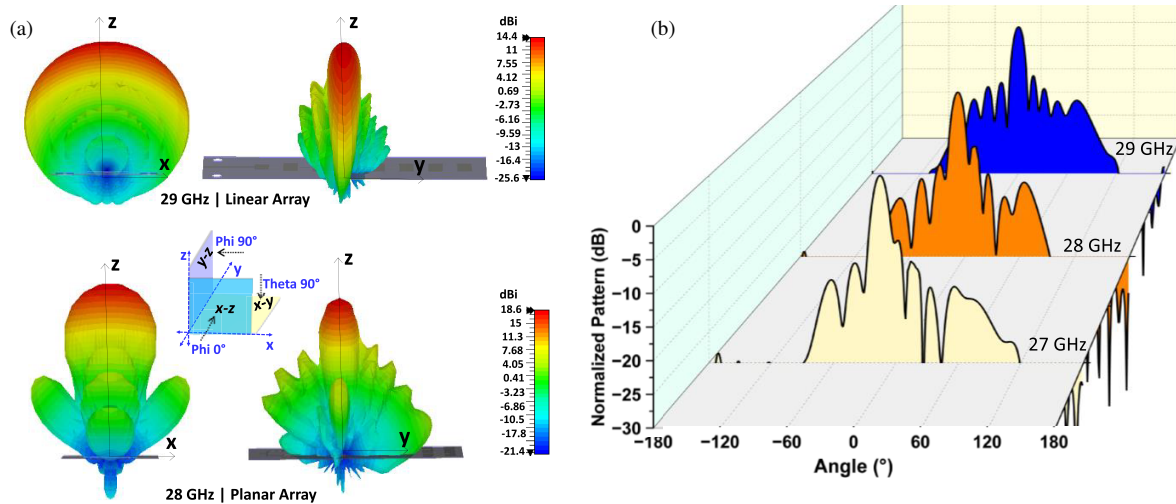 (a)
z
z
dBi
14.4
11
7.55
4.12
0.69
-2.73
-6.16
-9.59
-13
-16.4
-25.6
x
y
29 GHz | Linear Array
z
Phi 90°
y-z
z
y
Theta 90°
x-z
x-y
x
Phi 0°
z
dBi
18.6
15
11.3
7.68
4.05
0.41
-3.23
-6.86
-10.5
-17.8
-21.4
x
y
28 GHz | Planar Array
(b)
29 GHz
28 GHz
27 GHz
Normalized Pattern (dB)
0
-5
-10
-15
-20
-25
-30
-180
-120
-60
0
60
120
180
Angle (°)